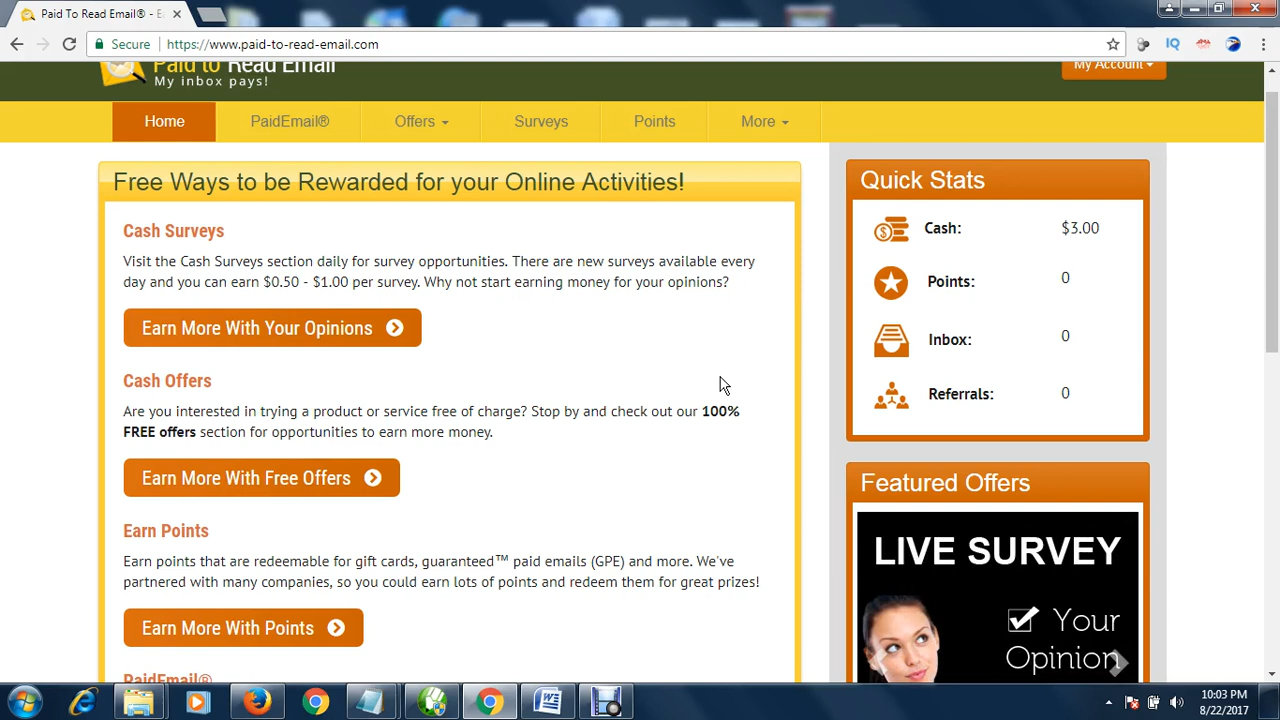 Paid To Read Email® - E
Secure https://www.paid-to-read-email.com
IQ
Paid to Read Email
My inbox pays!
My Account
Home PaidEmail® Offers Surveys Points More
Free Ways to be Rewarded for your Online Activities!
Cash Surveys
Visit the Cash Surveys section daily for survey opportunities. There are new surveys available every
day and you can earn $0.50 - $1.00 per survey. Why not start earning money for your opinions?
Earn More With Your Opinions
Cash Offers
Are you interested in trying a product or service free of charge? Stop by and check out our 100%
FREE offers section for opportunities to earn more money.
Earn More With Free Offers
Earn Points
Earn points that are redeemable for gift cards, guaranteed™ paid emails (GPE) and more. We've
partnered with many companies, so you could earn lots of points and redeem them for great prizes!
Earn More With Points
PaidEmail®
Quick Stats
Cash: $3.00
Points: 0
Inbox: 0
Referrals: 0
Featured Offers
LIVE SURVEY
Your
Opinion
10:03 PM
8/22/2017